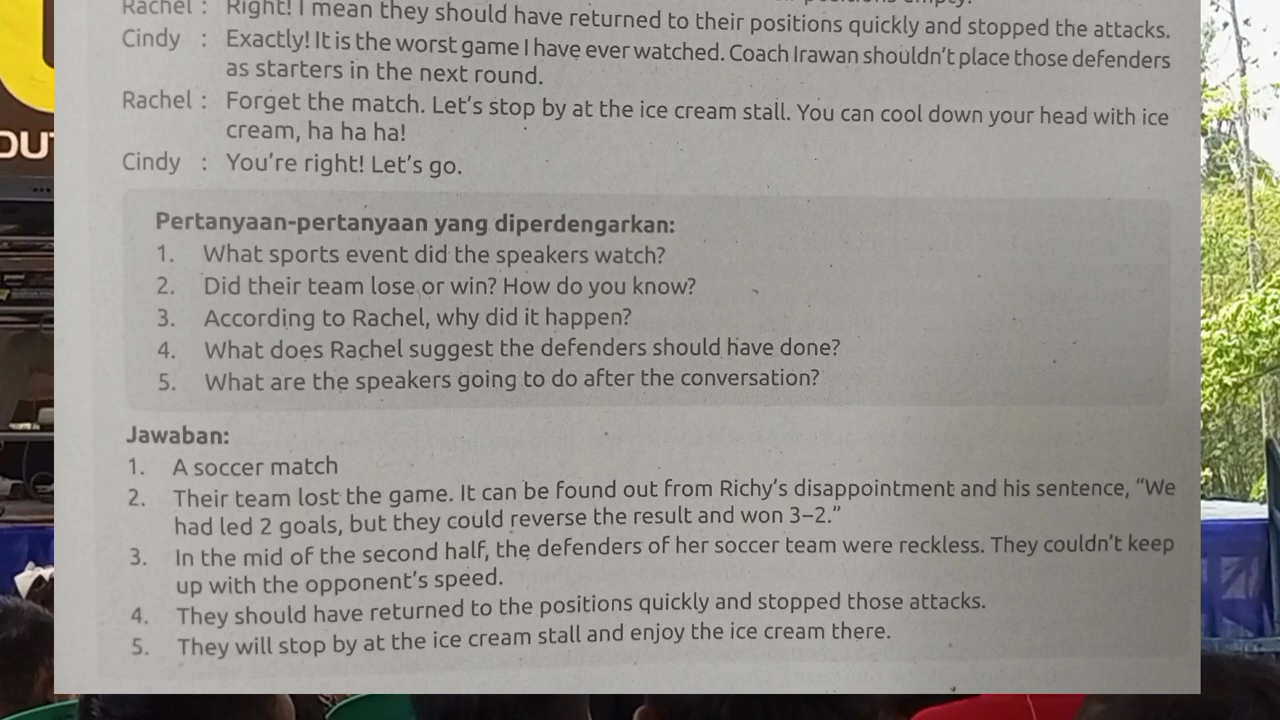 Rachel : Right! I mean they should have returned to their positions quickly and stopped the attacks.
Cindy : Exactly! It is the worst game I have ever watched. Coach Irawan shouldn't place those defenders
as starters in the next round.
Rachel : Forget the match. Let's stop by at the ice cream stall. You can cool down your head with ice
cream, ha ha ha!
Cindy : You're right! Let's go.
Pertanyaan-pertanyaan yang diperdengarkan:
1. What sports event did the speakers watch?
2. Did their team lose or win? How do you know?
3. According to Rachel, why did it happen?
4. What does Rachel suggest the defenders should have done?
5. What are the speakers going to do after the conversation?
Jawaban:
1. A soccer match
2. Their team lost the game. It can be found out from Richy's disappointment and his sentence, "We
had led 2 goals, but they could reverse the result and won 3–2."
3. In the mid of the second half, the defenders of her soccer team were reckless. They couldn't keep
up with the opponent's speed.
4. They should have returned to the positions quickly and stopped those attacks.
5. They will stop by at the ice cream stall and enjoy the ice cream there.